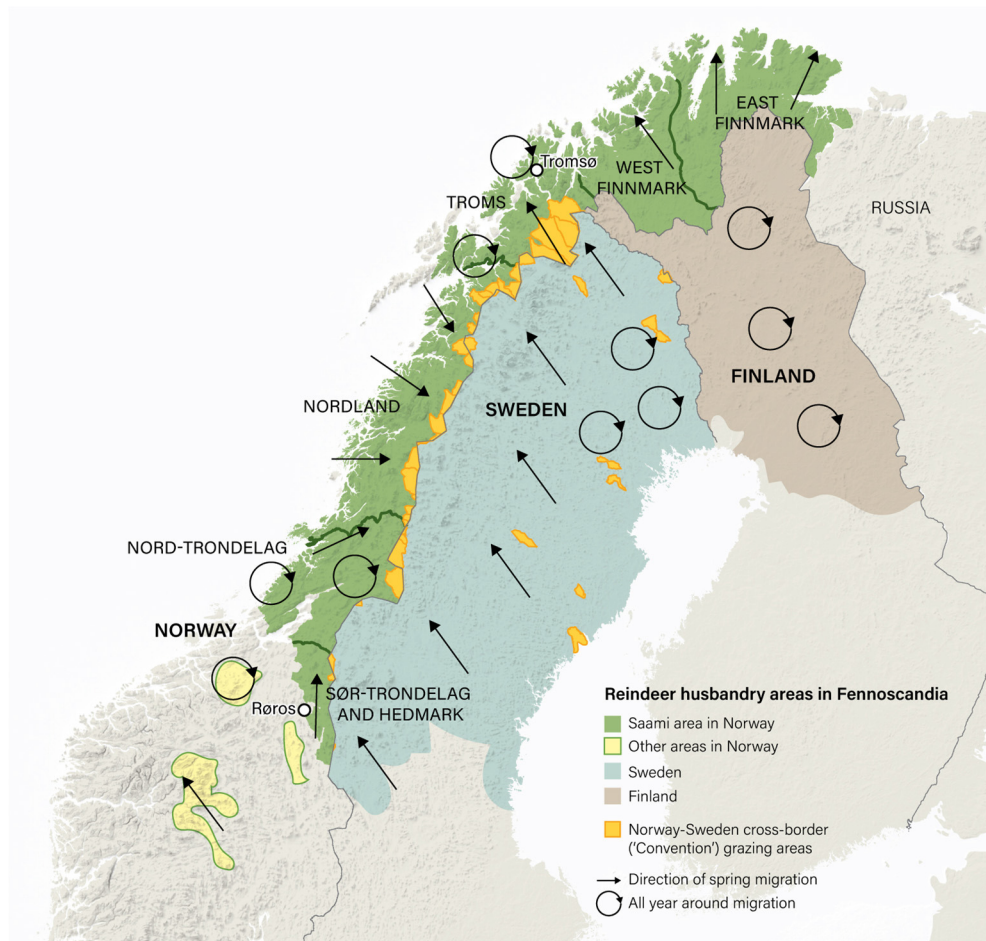 EAST
FINNMARK
Tromsø
WEST
FINNMARK
TROMS
RUSSIA
FINLAND
NORDLAND
SWEDEN
NORD-TRONDELAG
NORWAY
Røros
SØR-TRONDELAG
AND HEDMARK
Reindeer husbandry areas in Fennoscandia
Saami area in Norway
Other areas in Norway
Sweden
Finland
Norway-Sweden cross-border
('Convention') grazing areas
Direction of spring migration
All year around migration